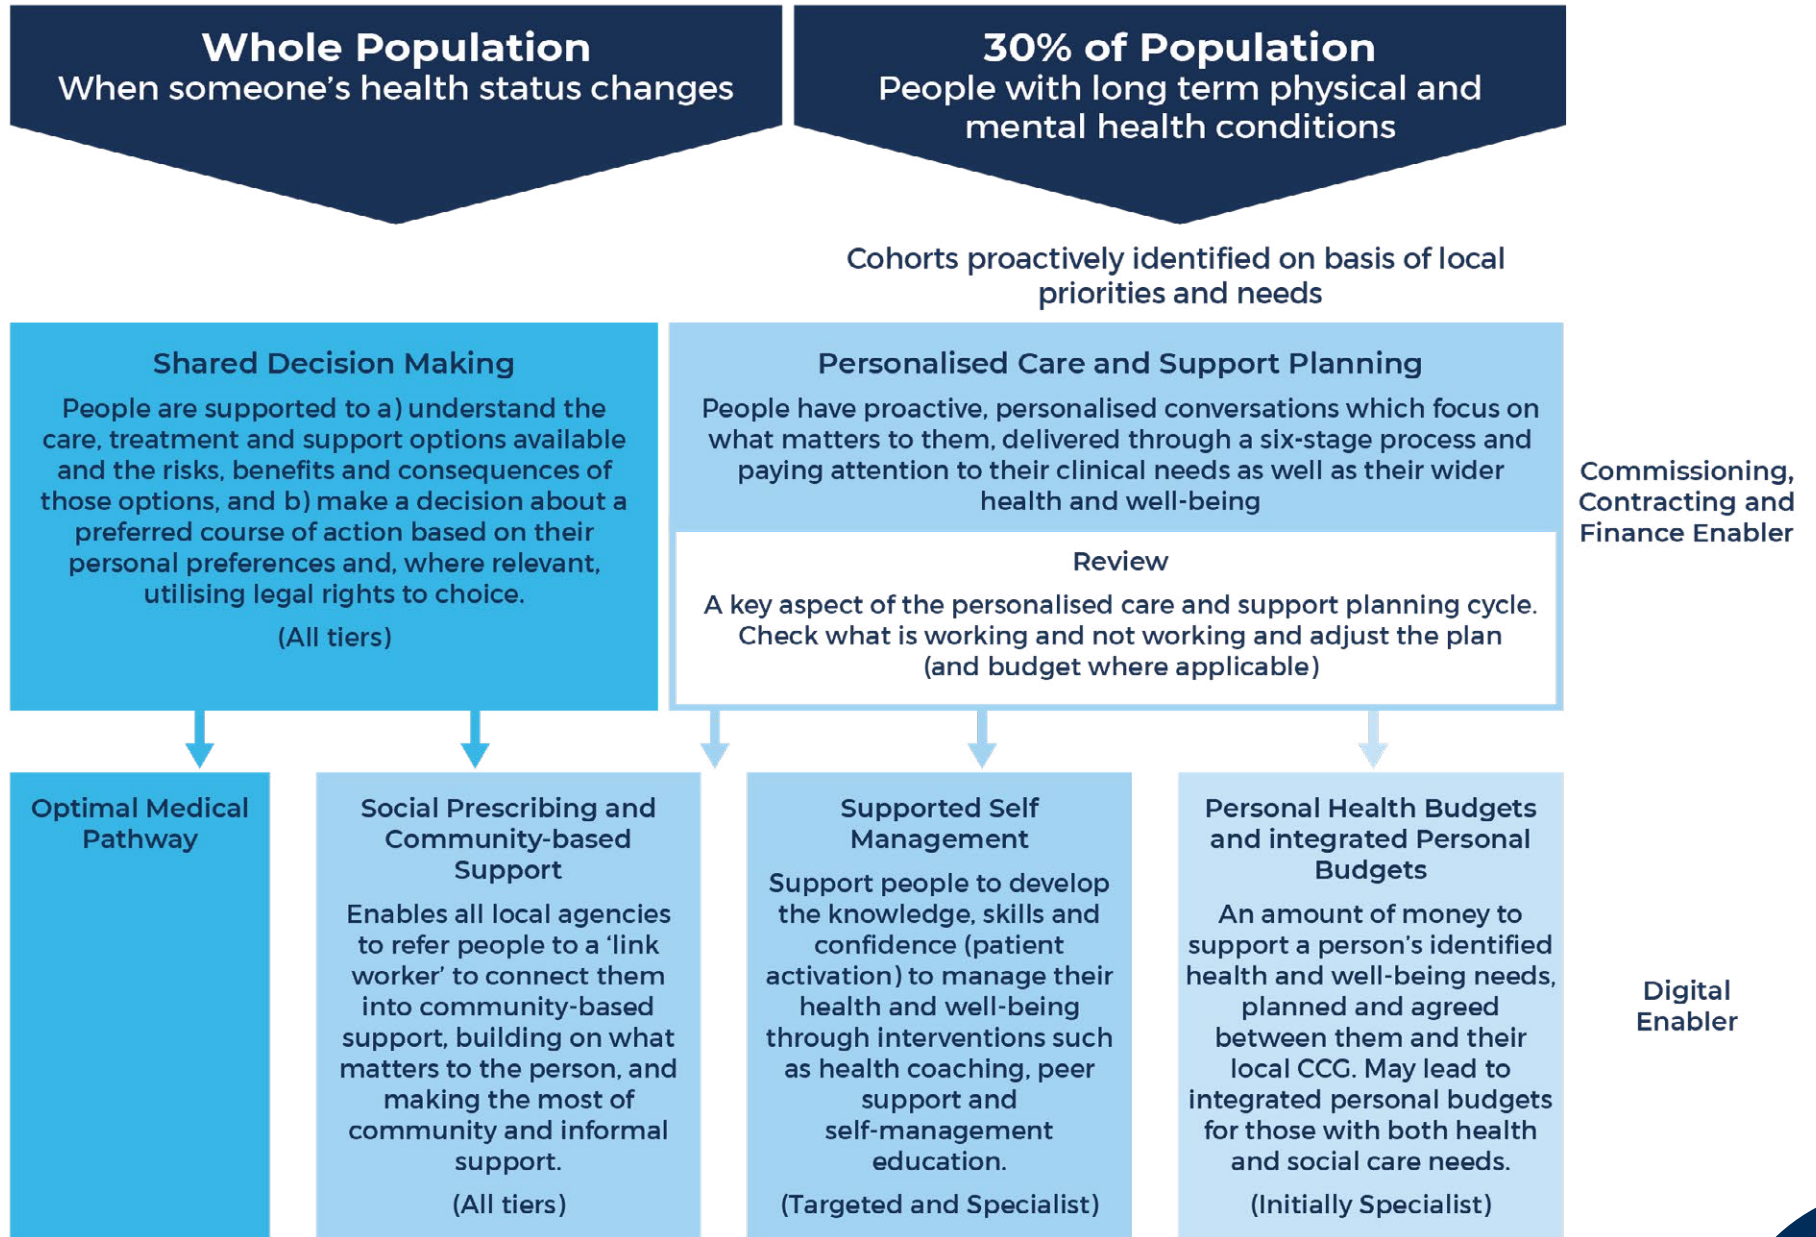 Whole Population
When someone's health status changes
30% of Population
People with long term physical and
mental health conditions
Cohorts proactively identified on basis of local
priorities and needs
Shared Decision Making
People are supported to a) understand the
care, treatment and support options available
and the risks, benefits and consequences of
those options, and b) make a decision about a
preferred course of action based on their
personal preferences and, where relevant,
utilising legal rights to choice.
(All tiers)
Personalised Care and Support Planning
People have proactive, personalised conversations which focus on
what matters to them, delivered through a six-stage process and
paying attention to their clinical needs as well as their wider
health and well-being
Review
A key aspect of the personalised care and support planning cycle.
Check what is working and not working and adjust the plan
(and budget where applicable)
Commissioning,
Contracting and
Finance Enabler
Optimal Medical
Pathway
Social Prescribing and
Community-based
Support
Enables all local agencies
to refer people to a ‘link
worker’ to connect them
into community-based
support, building on what
matters to the person, and
making the most of
community and informal
support.
(All tiers)
Supported Self
Management
Support people to develop
the knowledge, skills and
confidence (patient
activation) to manage their
health and well-being
through interventions such
as health coaching, peer
support and
self-management
education.
(Targeted and Specialist)
Personal Health Budgets
and integrated Personal
Budgets
An amount of money to
support a person's identified
health and well-being needs,
planned and agreed
between them and their
local CCG. May lead to
integrated personal budgets
for those with both health
and social care needs.
(Initially Specialist)
Digital
Enabler